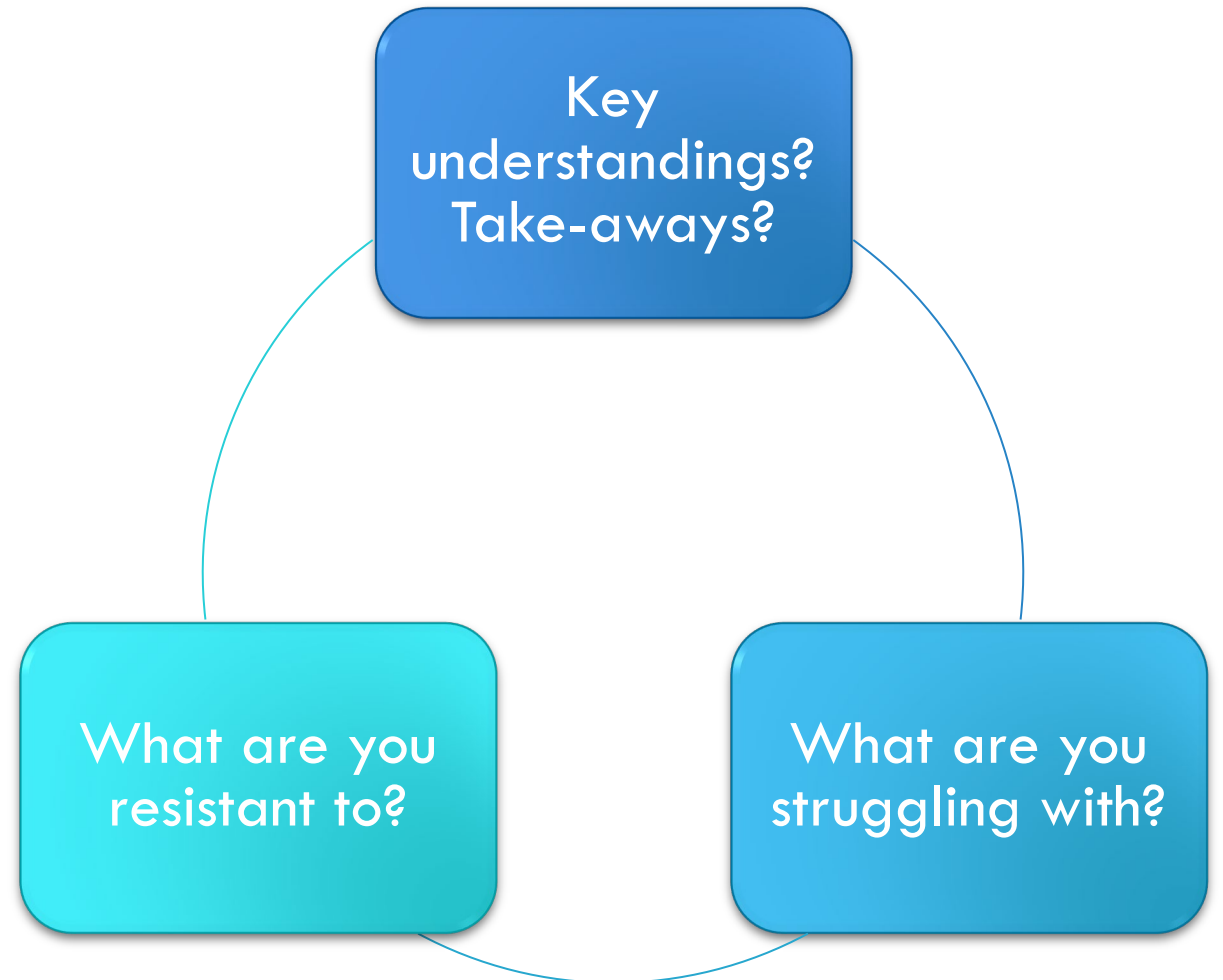 Key
understandings?
Take-aways?
What are you
resistant to?
What are you
struggling with?